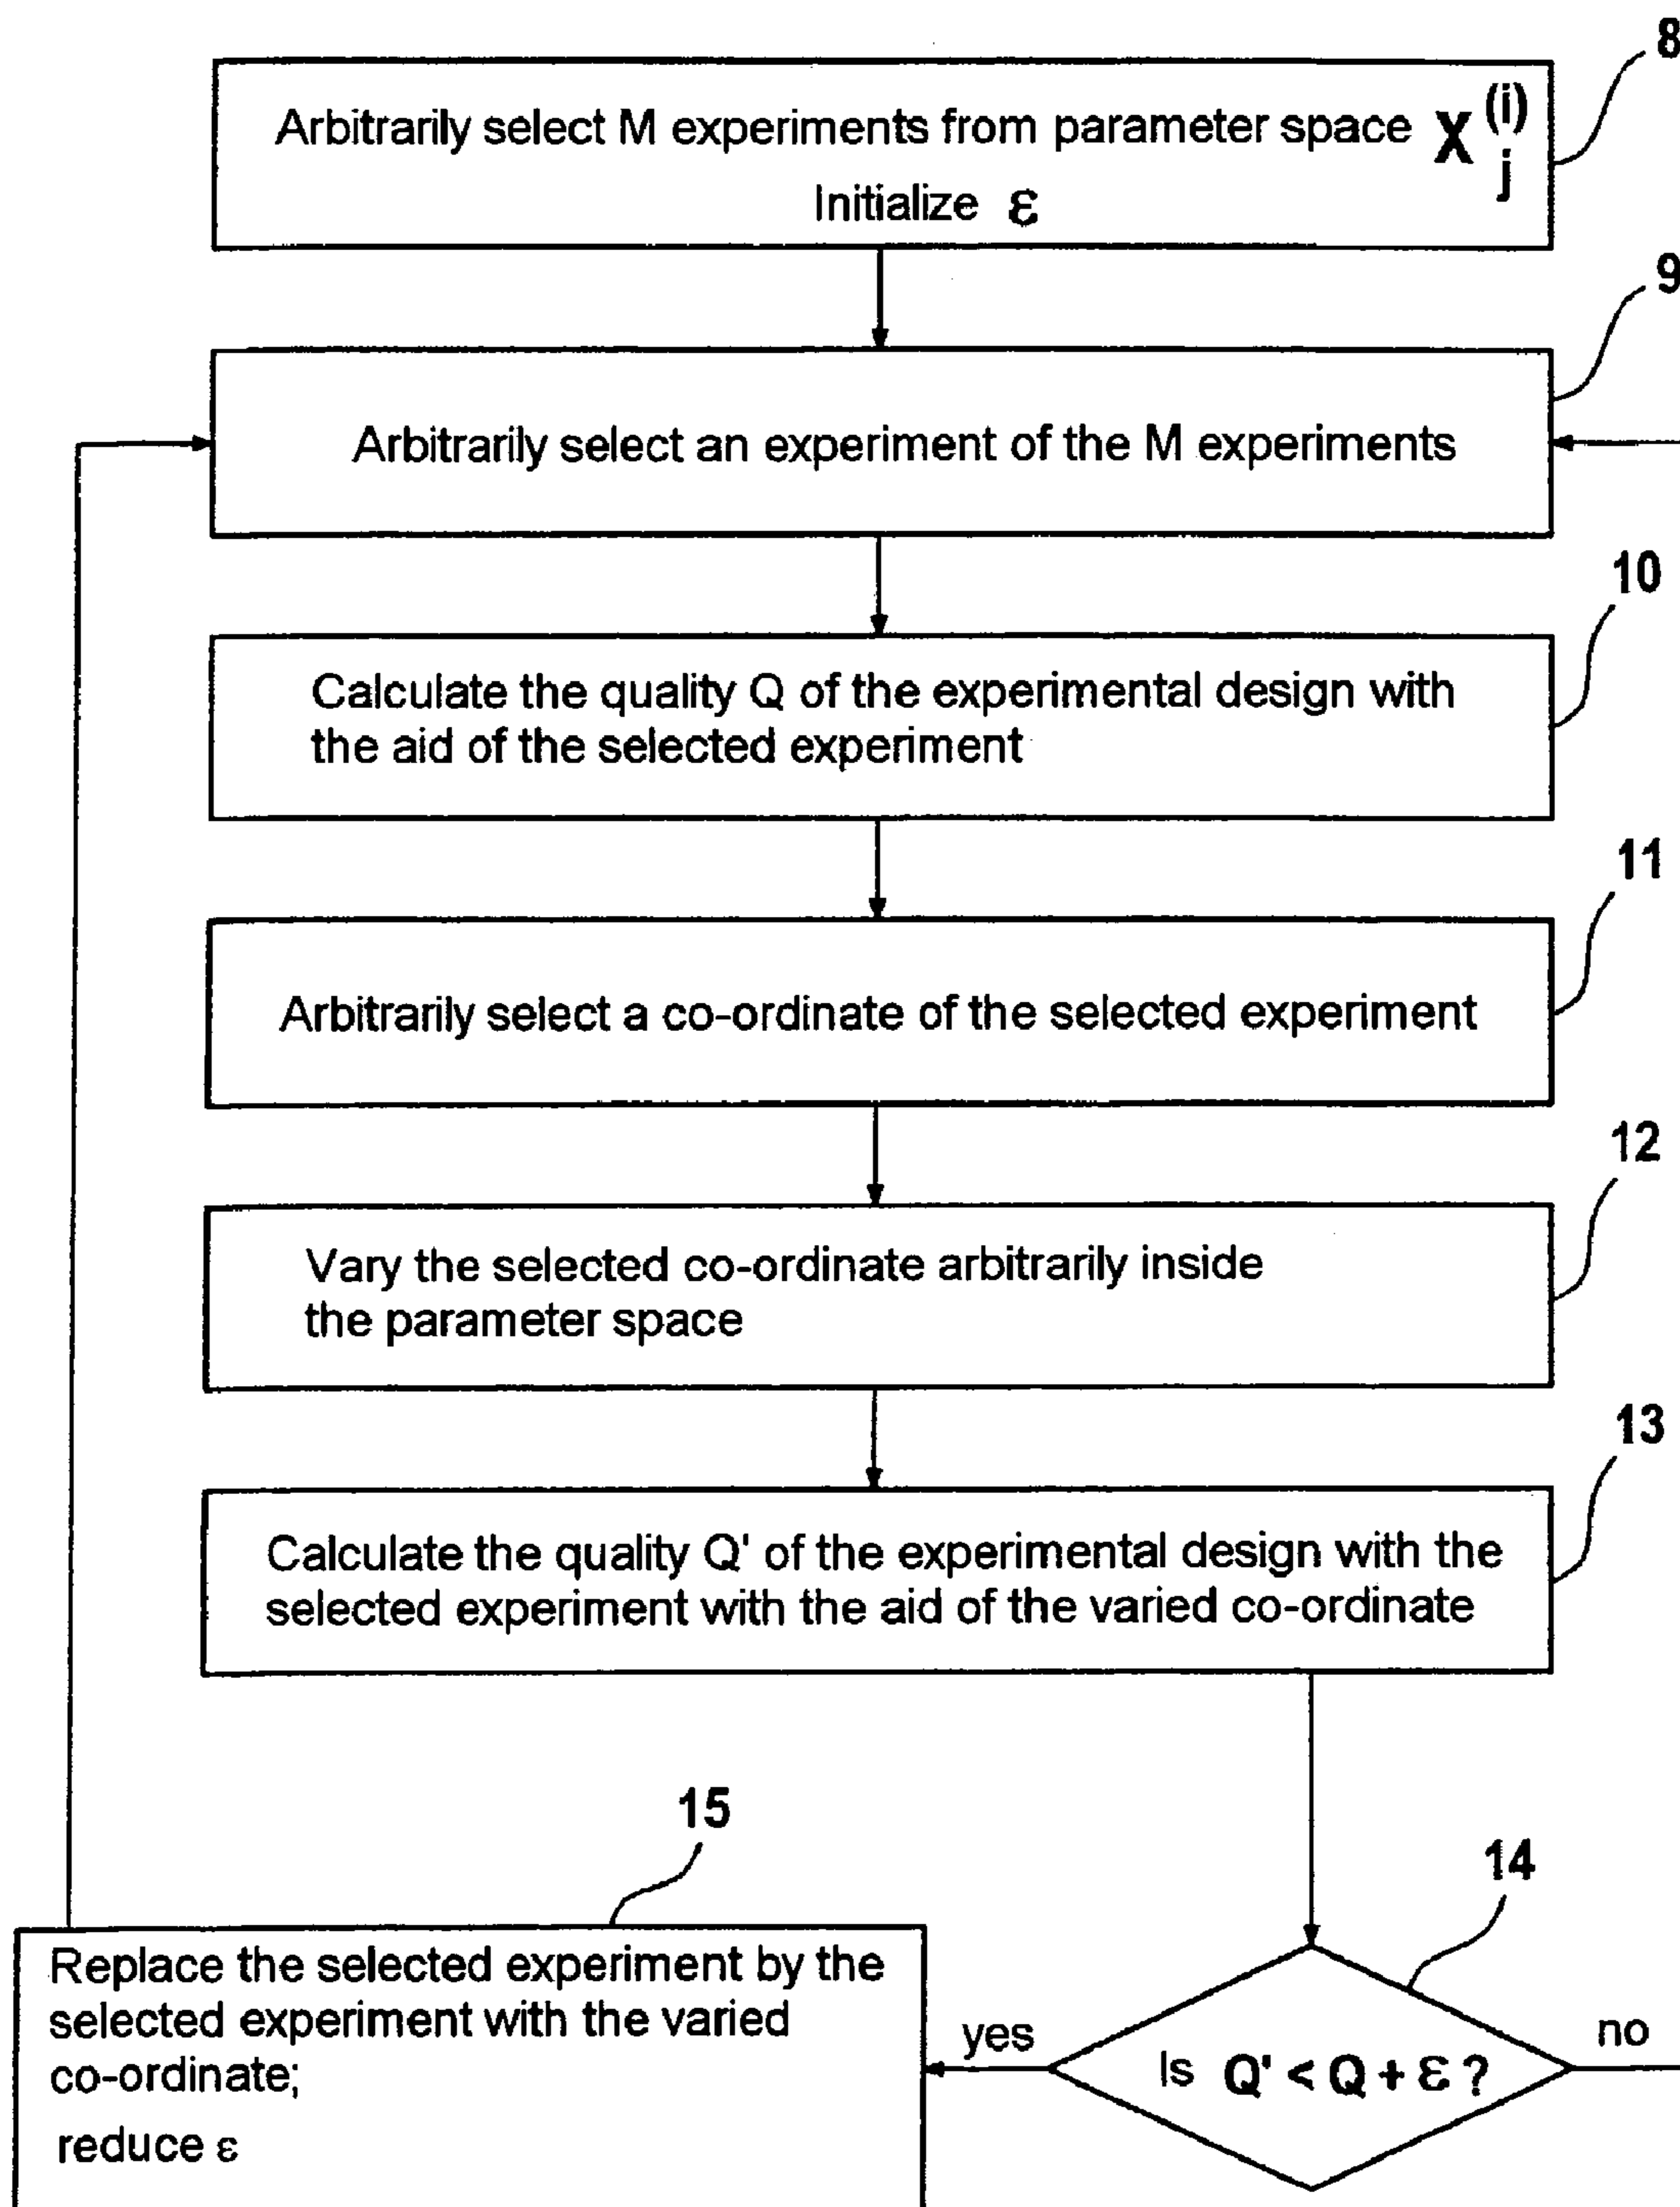 8
Arbitrarily select M experiments from parameter space X j (i)
Initialize ε
9
Arbitrarily select an experiment of the M experiments
10
Calculate the quality Q of the experimental design with
the aid of the selected experiment
11
Arbitrarily select a co-ordinate of the selected experiment
12
Vary the selected co-ordinate arbitrarily inside
the parameter space
13
Calculate the quality Q' of the experimental design with the
selected experiment with the aid of the varied co-ordinate
14
Is Q' < Q + ε ?
yes
no
15
Replace the selected experiment by the
selected experiment with the varied
co-ordinate;
reduce ε